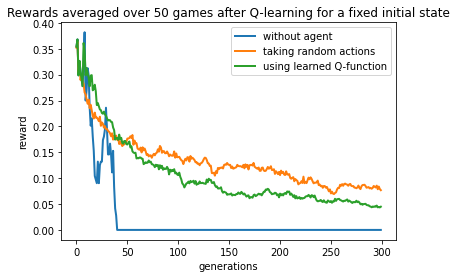 Rewards averaged over 50 games after Q-learning for a fixed initial state
without agent
taking random actions
using learned Q-function
reward
0.40
0.35
0.30
0.25
0.20
0.15
0.10
0.05
0.00
0 50 100 150 200 250 300
generations